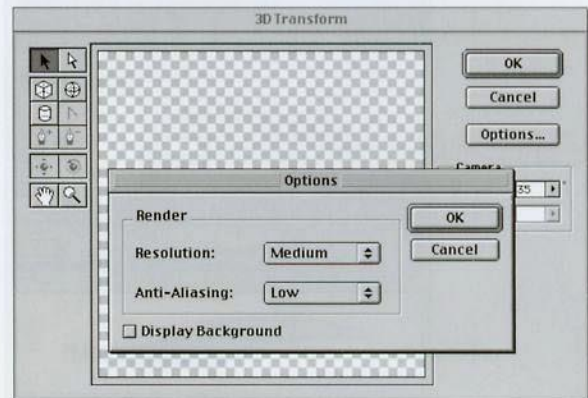 3D Transform
OK
Cancel
Options...
Camera
35
Options
Render
OK
Resolution: Medium
Cancel
Anti-Aliasing: Low
Display Background